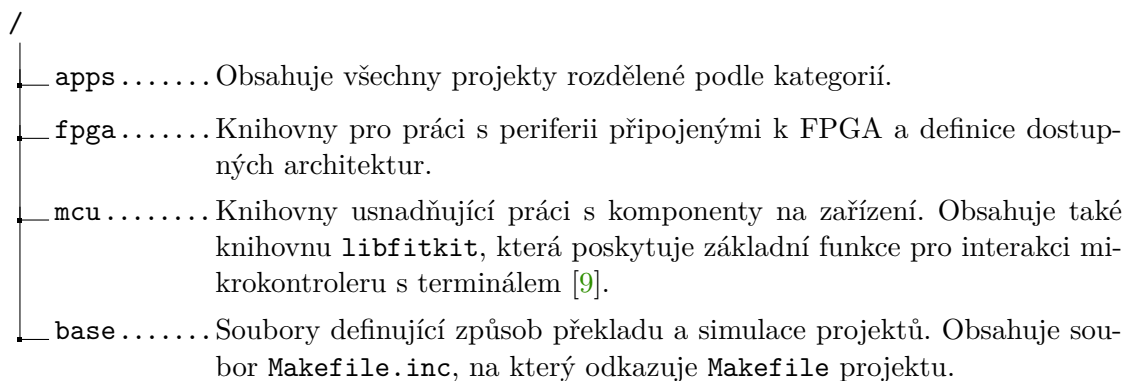 /
apps.......Obsahuje všechny projekty rozdělené podle kategorií.
fpga.......Knihovny pro práci s periferii připojenými k FPGA a definice dostup-
ných architektur.
mcu........Knihovny usnadňující práci s komponenty na zařízení. Obsahuje také
knihovnu libfitkit, která poskytuje základní funkce pro interakci mi-
krokontroleru s terminálem [9].
base.......Soubory definující způsob překladu a simulace projektů. Obsahuje sou-
bor Makefile.inc, na který odkazuje Makefile projektu.